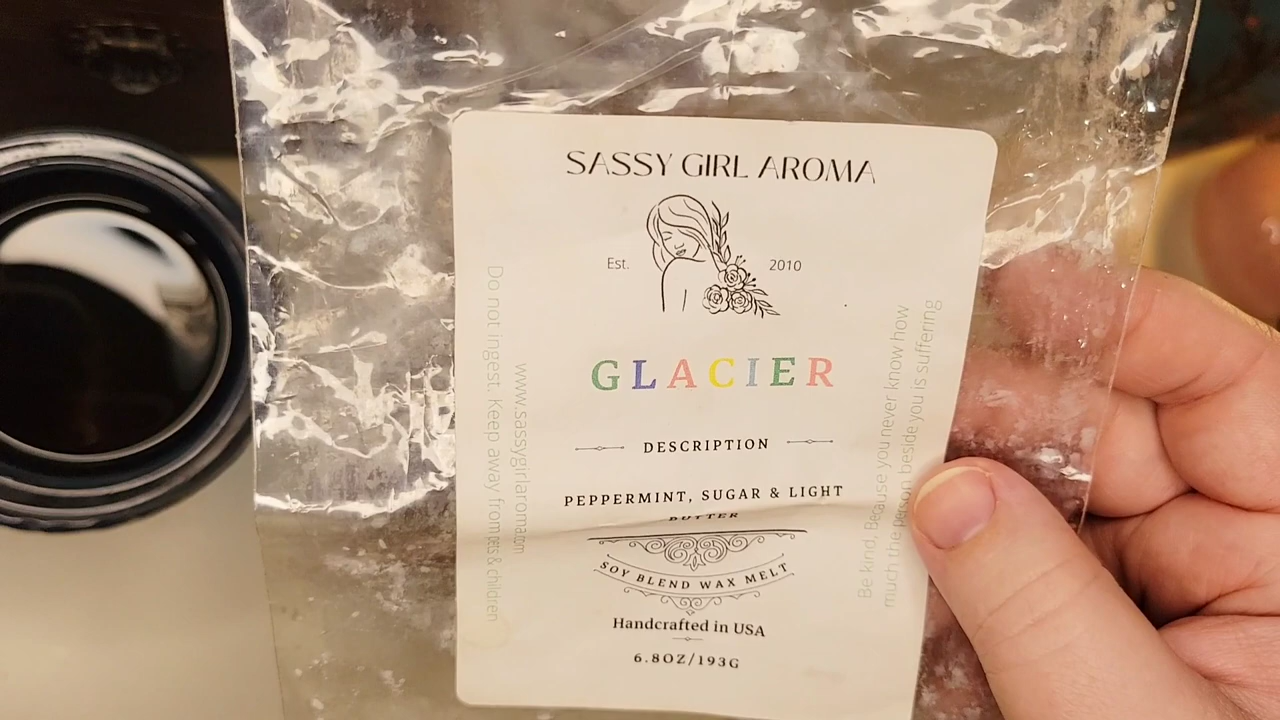 SASSY GIRL AROMA
Est.
2010
GLACIER
DESCRIPTION
PEPPERMINT, SUGAR & LIGHT
BUTTER
SOY BLEND WAX MELT
Handcrafted in USA
6.8OZ/193G
Do not ingest. Keep away from pets & children
www.sassygirlaroma.com
Be kind, Because you never know how
much the person beside you is suffering